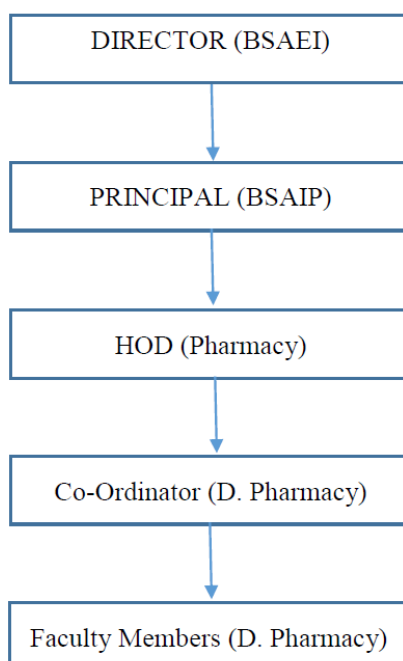 DIRECTOR (BSAEI)
PRINCIPAL (BSAIP)
HOD (Pharmacy)
Co-Ordinator (D. Pharmacy)
Faculty Members (D. Pharmacy)